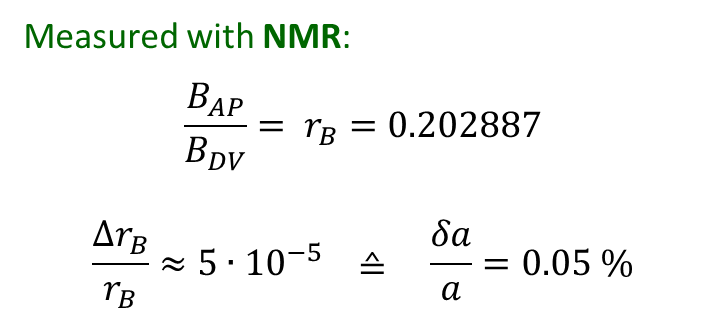 Measured with NMR:
B_AP / B_DV = r_B = 0.202887
Δr_B / r_B ≈ 5 · 10^−5 ≙ δa / a = 0.05 %